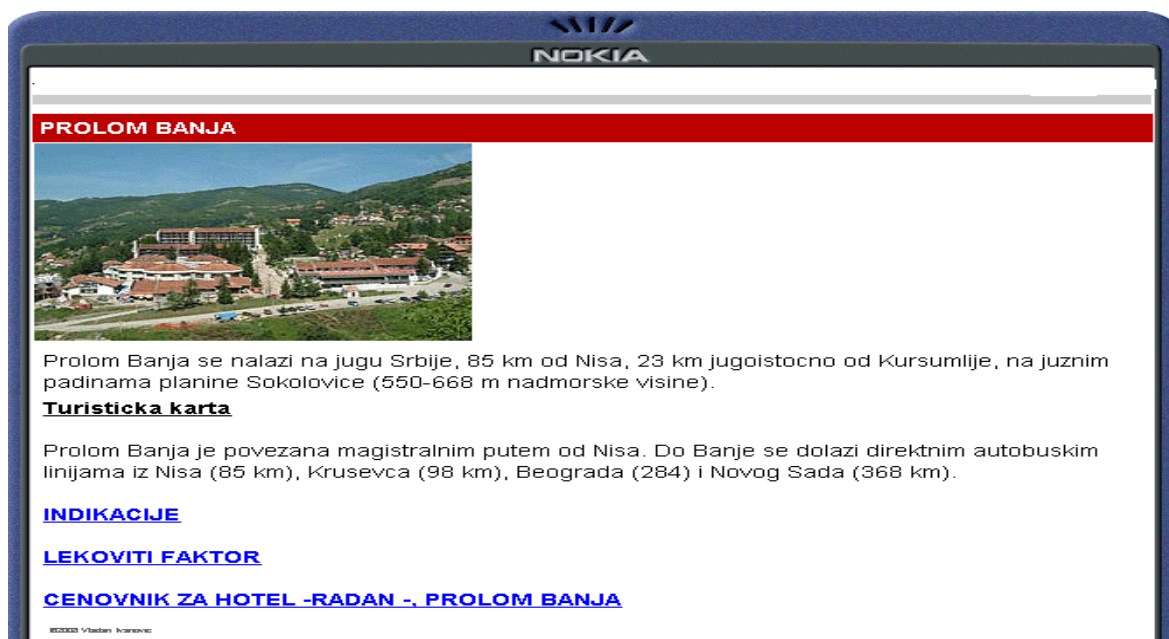 NOKIA
PROLOM BANJA
Prolom Banja se nalazi na jugu Srbije, 85 km od Nisa, 23 km jugoistocno od Kursumlije, na juznim
padinama planine Sokolovice (550-668 m nadmorske visine).
Turisticka karta
Prolom Banja je povezana magistralnim putem od Nisa. Do Banje se dolazi direktnim autobuskim
linijama iz Nisa (85 km), Krusevca (98 km), Beograda (284) i Novog Sada (368 km).
INDIKACIJE
LEKOVITI FAKTOR
CENOVNIK ZA HOTEL -RADAN -, PROLOM BANJA
©2003 Vladan Ivanovic